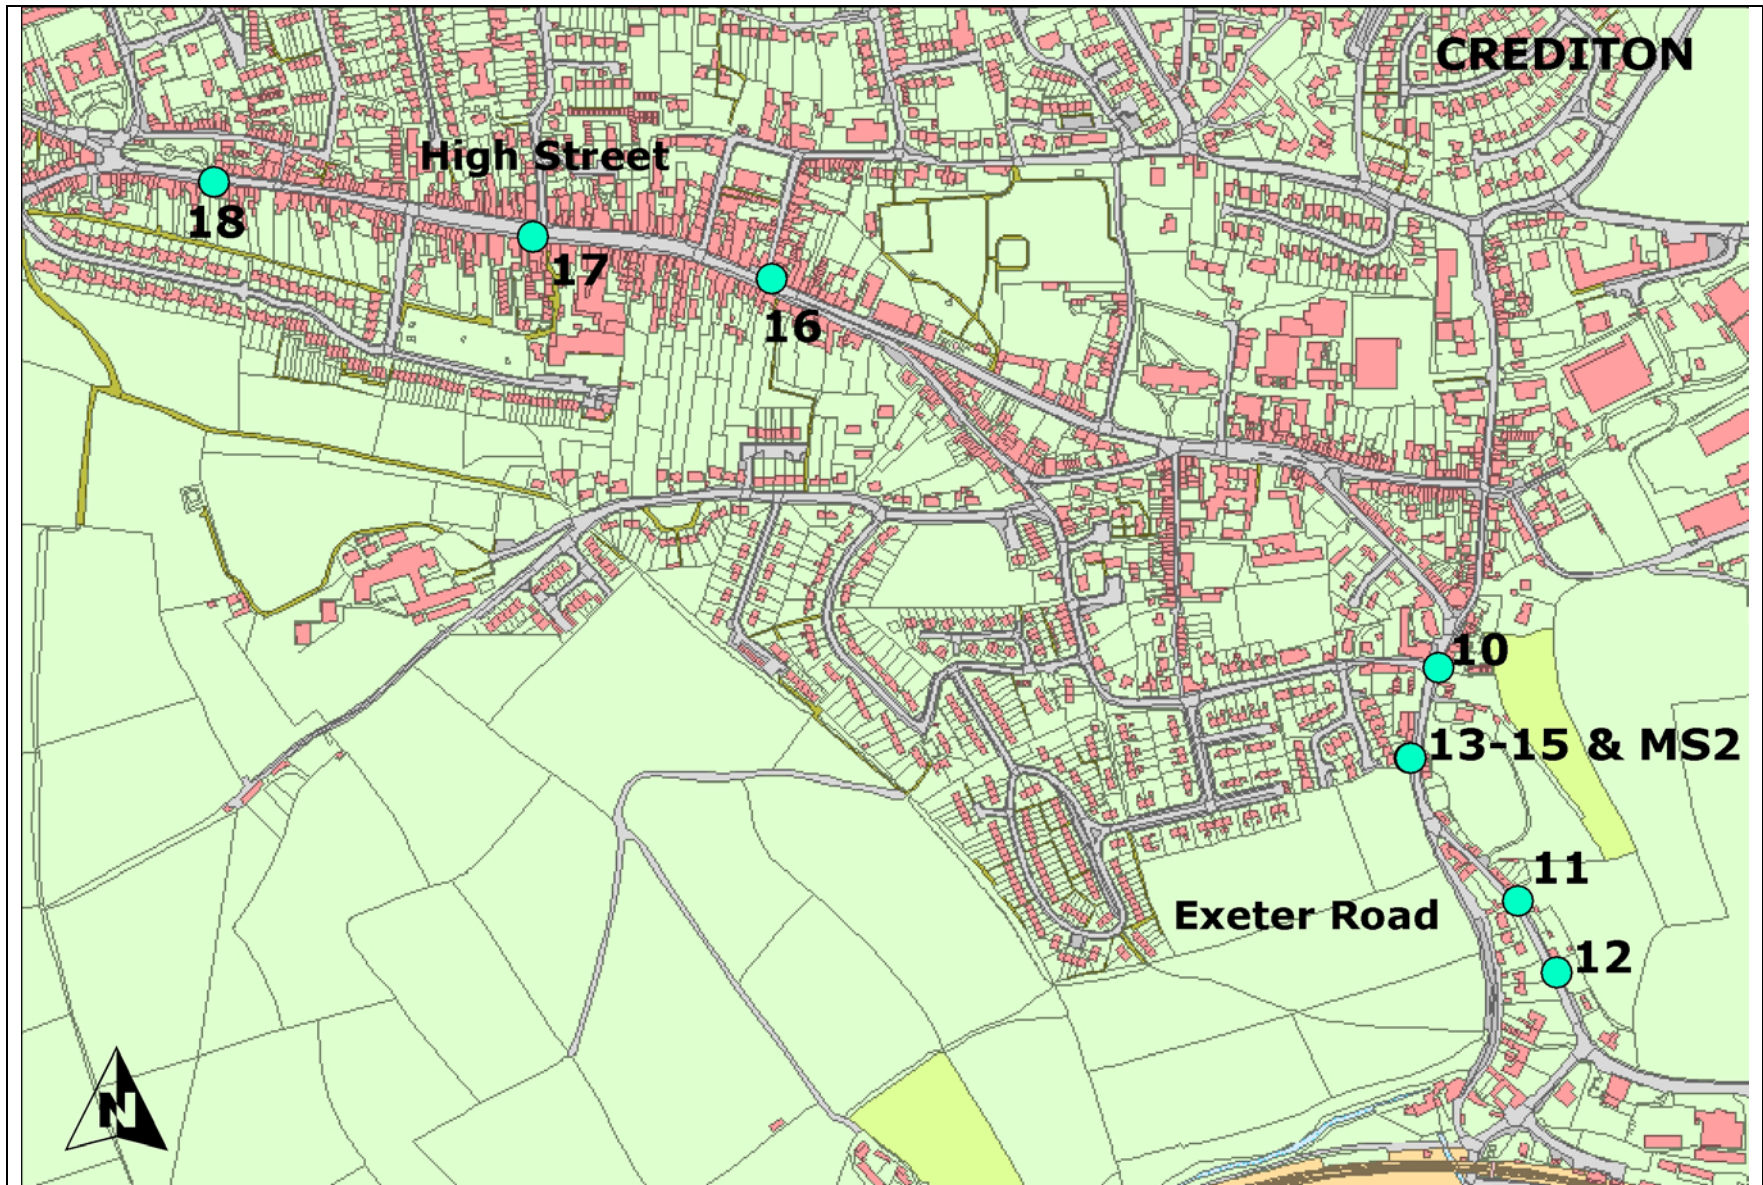 CREDITON
High Street
18
17
16
10
13-15 & MS2
11
Exeter Road
12
N